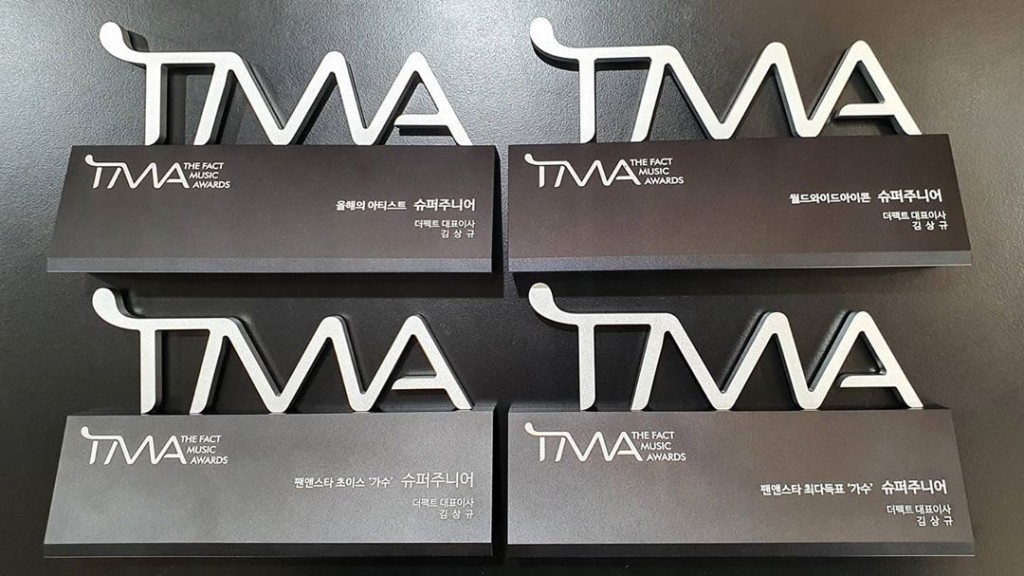 TMA
TMA THE FACT
MUSIC
AWARDS
올해의 아티스트 슈퍼주니어
더팩트 대표이사
김상규
TMA
TMA THE FACT
MUSIC
AWARDS
월드와이드아이콘 슈퍼주니어
더팩트 대표이사
김상규
TMA
TMA THE FACT
MUSIC
AWARDS
팬앤스타 초이스 '가수' 슈퍼주니어
더팩트 대표이사
김상규
TMA
TMA THE FACT
MUSIC
AWARDS
팬앤스타 최다득표 '가수' 슈퍼주니어
더팩트 대표이사
김상규